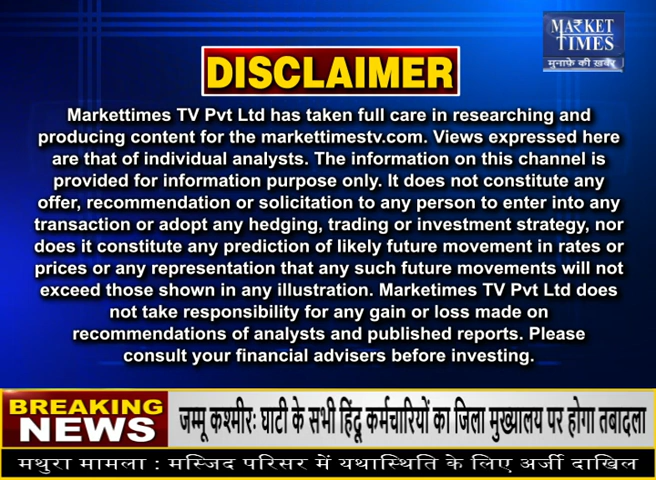 MARKET
TIMES
मुनाफे की खबर
DISCLAIMER
Markettimes TV Pvt Ltd has taken full care in researching and
producing content for the markettimestv.com. Views expressed here
are that of individual analysts. The information on this channel is
provided for information purpose only. It does not constitute any
offer, recommendation or solicitation to any person to enter into any
transaction or adopt any hedging, trading or investment strategy, nor
does it constitute any prediction of likely future movement in rates or
prices or any representation that any such future movements will not
exceed those shown in any illustration. Marketimes TV Pvt Ltd does
not take responsibility for any gain or loss made on
recommendations of analysts and published reports. Please
consult your financial advisers before investing.
BREAKING
NEWS
जम्मू कश्मीरः घाटी के सभी हिंदू कर्मचारियों का जिला मुख्यालय पर होगा तबादला
मथुरा मामला : मस्जिद परिसर में यथास्थिति के लिए अर्जी दाखिल